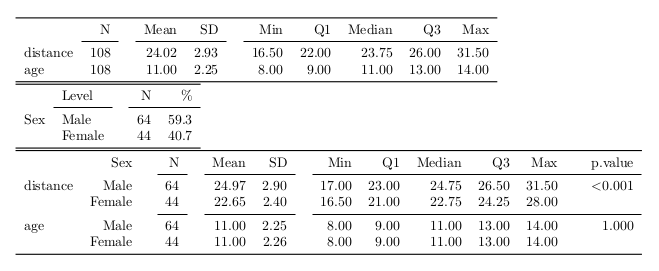 N Mean SD Min Q1 Median Q3 Max
distance 108 24.02 2.93 16.50 22.00 23.75 26.00 31.50
age 108 11.00 2.25 8.00 9.00 11.00 13.00 14.00
Level N %
Sex Male 64 59.3
Female 44 40.7
Sex N Mean SD Min Q1 Median Q3 Max p.value
distance Male 64 24.97 2.90 17.00 23.00 24.75 26.50 31.50 <0.001
Female 44 22.65 2.40 16.50 21.00 22.75 24.25 28.00
age Male 64 11.00 2.25 8.00 9.00 11.00 13.00 14.00 1.000
Female 44 11.00 2.26 8.00 9.00 11.00 13.00 14.00